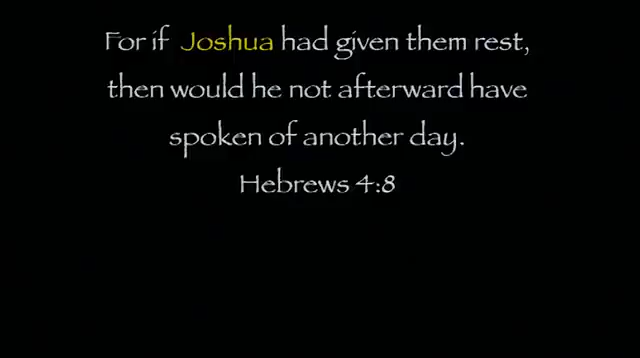 For if Joshua had given them rest,
then would he not afterward have
spoken of another day.
Hebrews 4:8